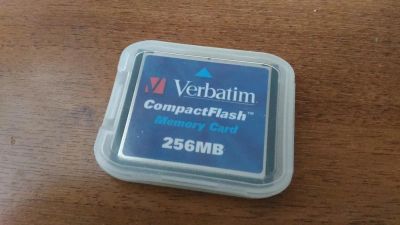 Verbatim
CompactFlash™
Memory Card
256MB